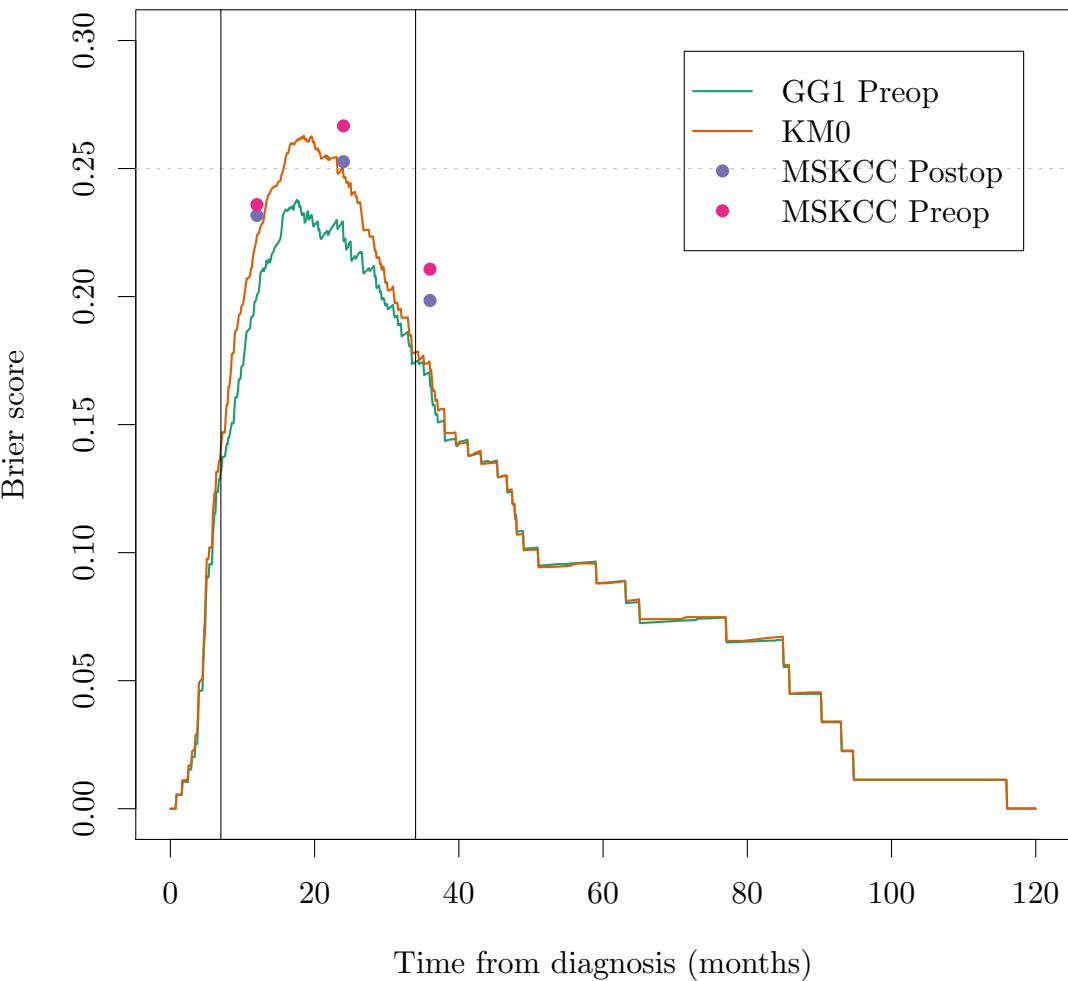 0.30
0.25
0.20
0.15
0.10
0.05
0.00
Brier score
GG1 Preop
KM0
MSKCC Postop
MSKCC Preop
0 20 40 60 80 100 120
Time from diagnosis (months)